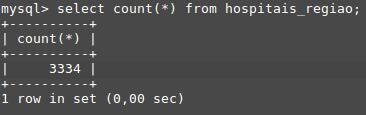 mysql> select count(*) from hospitais_regiao;
+----------+
| count(*) |
+----------+
|     3334 |
+----------+
1 row in set (0,00 sec)